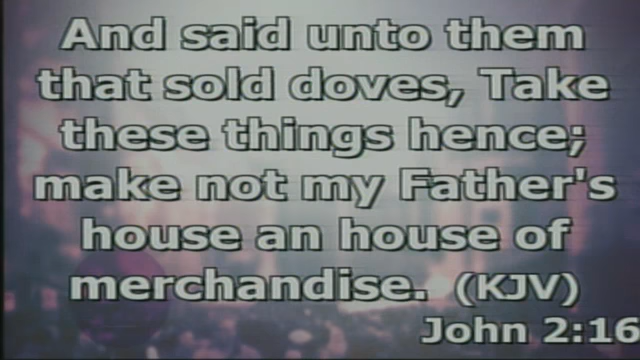 And said unto them
that sold doves, Take
these things hence;
make not my Father's
house an house of
merchandise. (KJV)
John 2:16